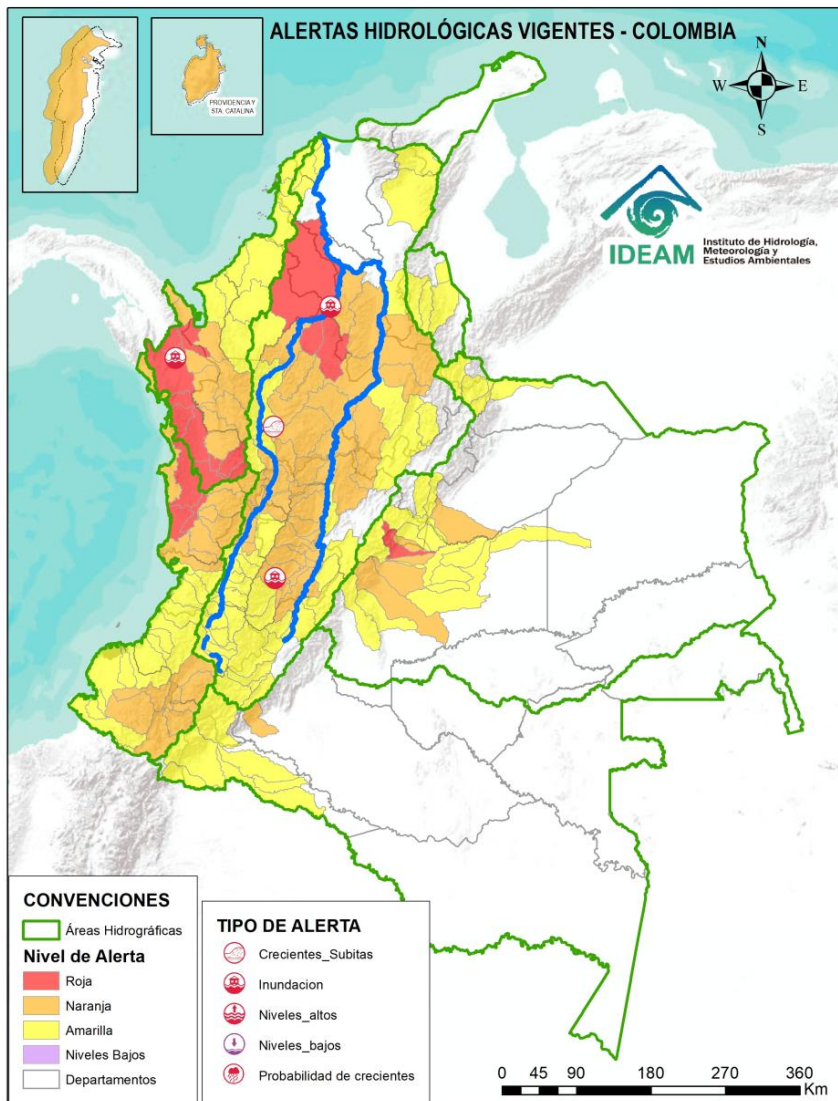 ALERTAS HIDROLÓGICAS VIGENTES - COLOMBIA
PROVIDENCIA Y
STA. CATALINA
N
W
E
S
IDEAM
Instituto de Hidrología,
Meteorología y
Estudios Ambientales
CONVENCIONES
Áreas Hidrográficas
Nivel de Alerta
Roja
Naranja
Amarilla
Niveles Bajos
Departamentos
TIPO DE ALERTA
Crecientes_Subitas
Inundacion
Niveles_altos
Niveles_bajos
Probabilidad de crecientes
0 45 90 180 270 360
Km